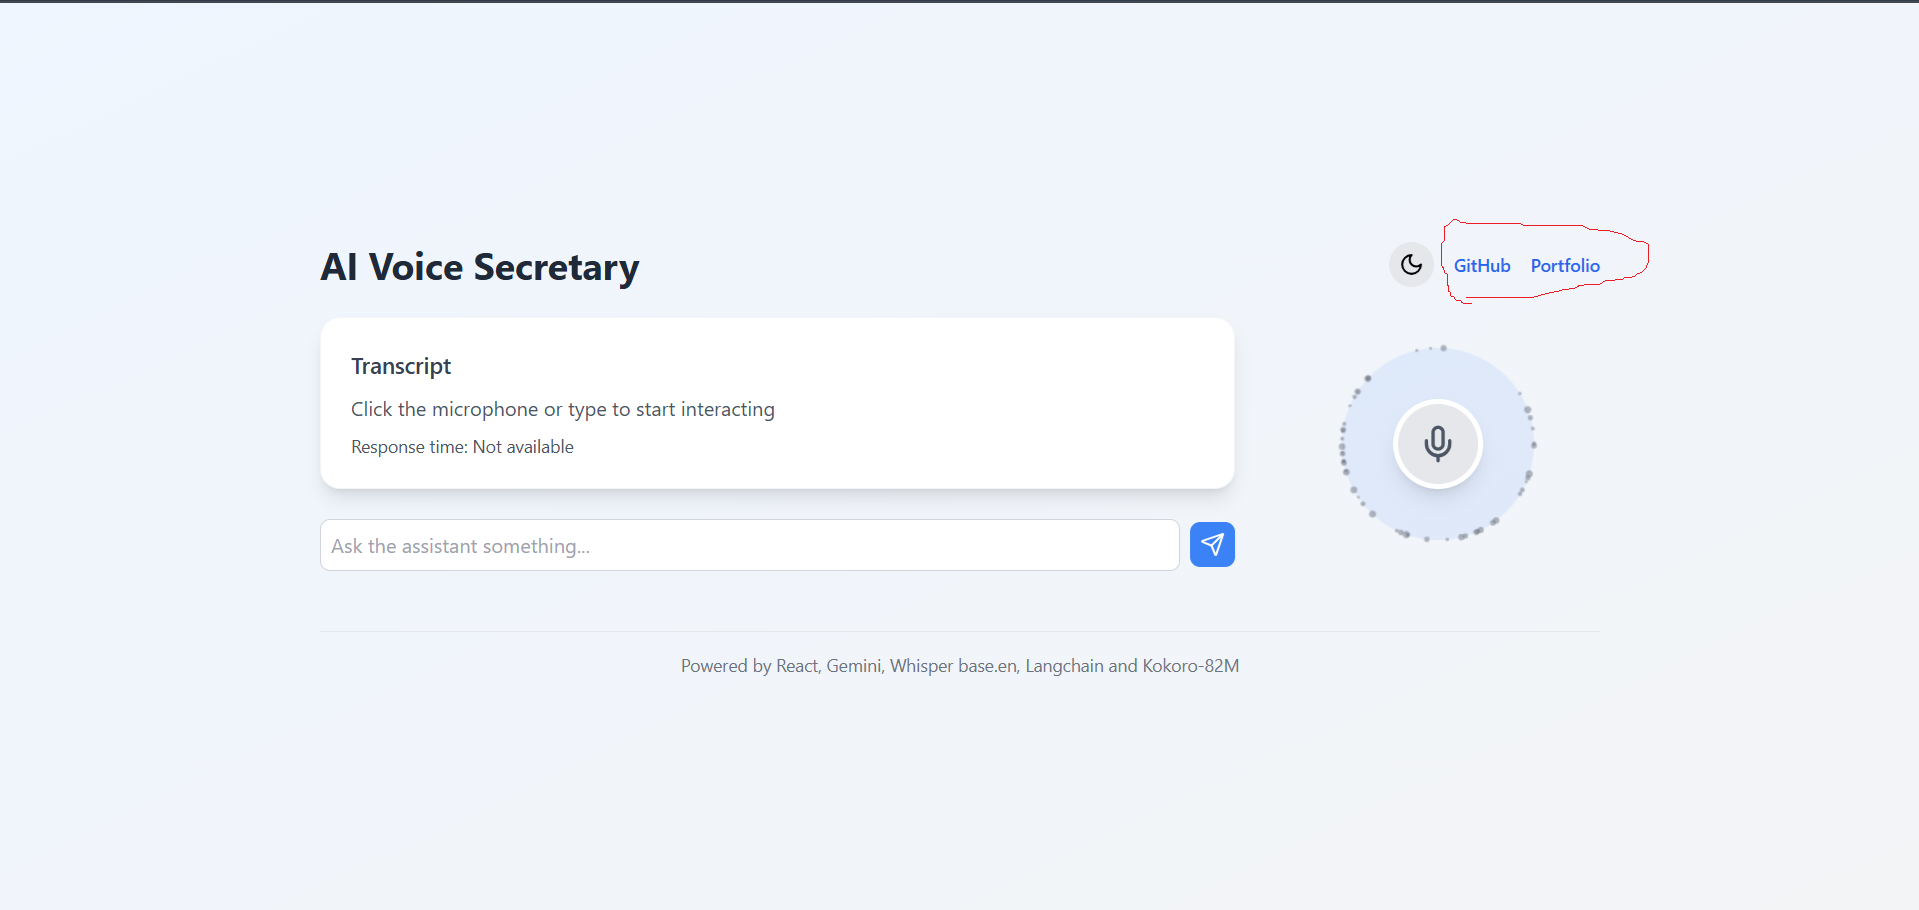 AI Voice Secretary
GitHub Portfolio
Transcript
Click the microphone or type to start interacting
Response time: Not available
Ask the assistant something...
Powered by React, Gemini, Whisper base.en, Langchain and Kokoro-82M